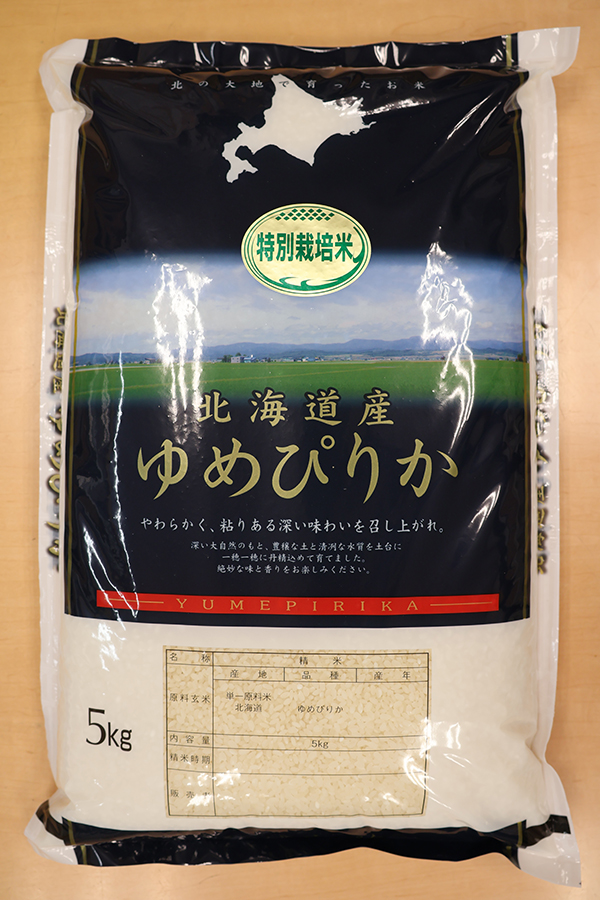 北の大地で育ったお米
特別栽培米
北海道産
ゆめぴりか
やわらかく、粘りある深い味わいを召し上がれ。
深い大自然のもと、豊穣な土と清冽な水質を土台に
一穂一穂に丹精込めて育てました。
絶妙な味と香りをお楽しみください。
YUMEPIRIKA
名称 精米
産地 品種 産年
原料玄米 単一原料米
北海道 ゆめぴりか
内容量 5kg
精米時期
販売
5kg